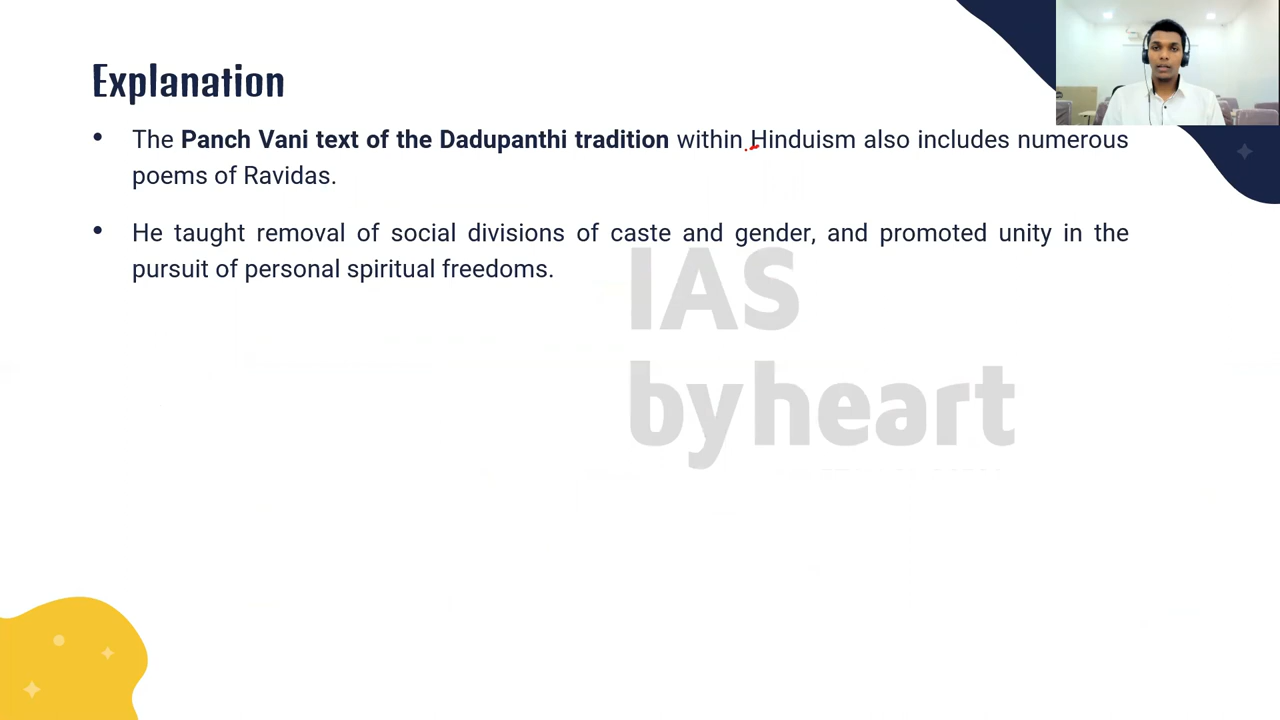 Explanation
• The Panch Vani text of the Dadupanthi tradition within Hinduism also includes numerous
poems of Ravidas.
• He taught removal of social divisions of caste and gender, and promoted unity in the
pursuit of personal spiritual freedoms.
IAS
by heart